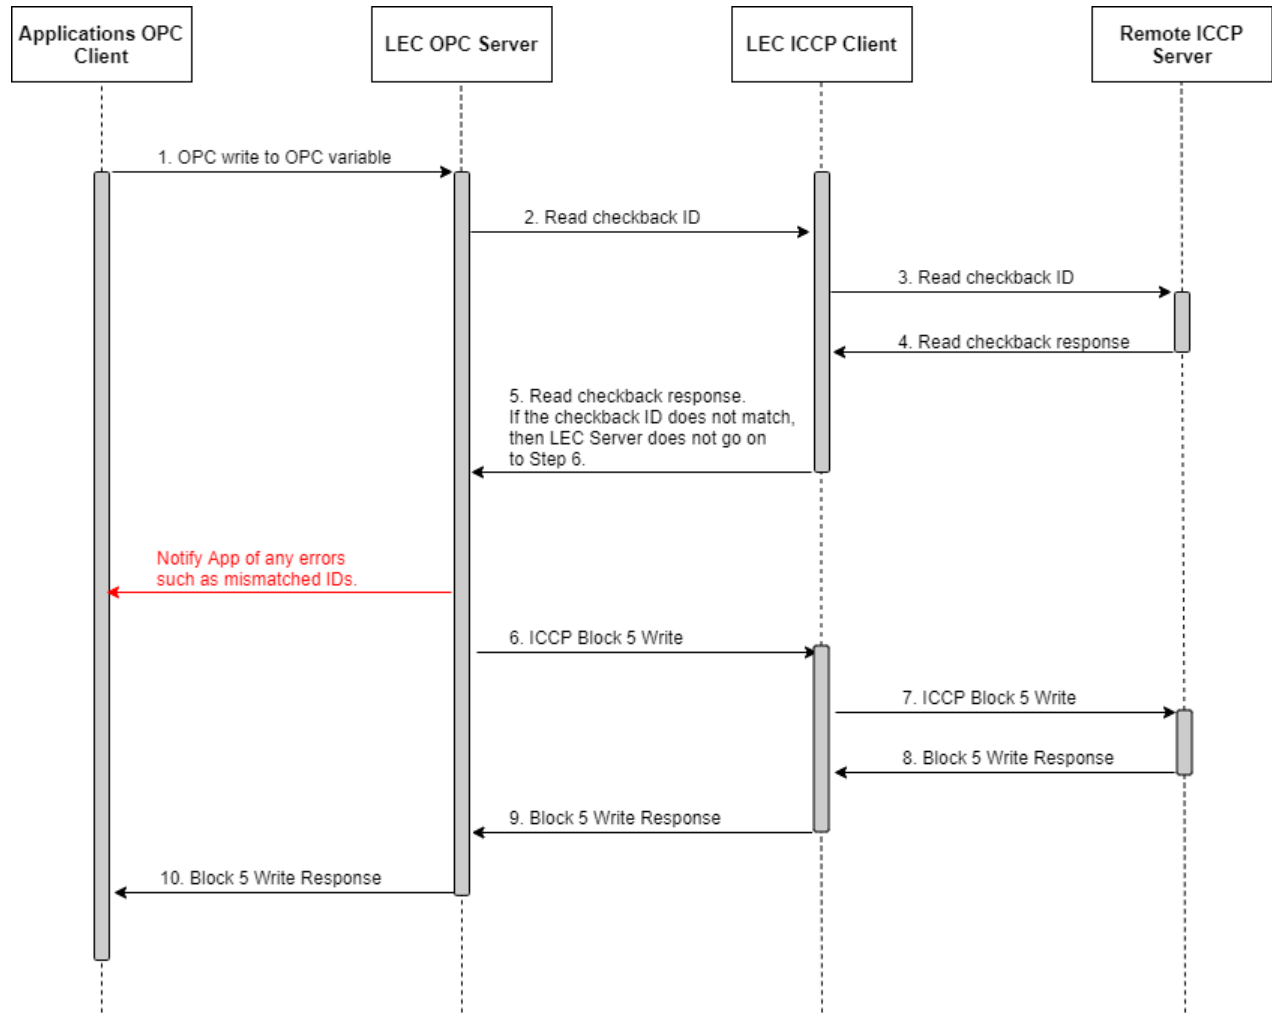 Applications OPC
Client
LEC OPC Server
LEC ICCP Client
Remote ICCP
Server
1. OPC write to OPC variable
2. Read checkback ID
3. Read checkback ID
4. Read checkback response
5. Read checkback response.
If the checkback ID does not match,
then LEC Server does not go on
to Step 6.
Notify App of any errors
such as mismatched IDs.
6. ICCP Block 5 Write
7. ICCP Block 5 Write
8. Block 5 Write Response
9. Block 5 Write Response
10. Block 5 Write Response